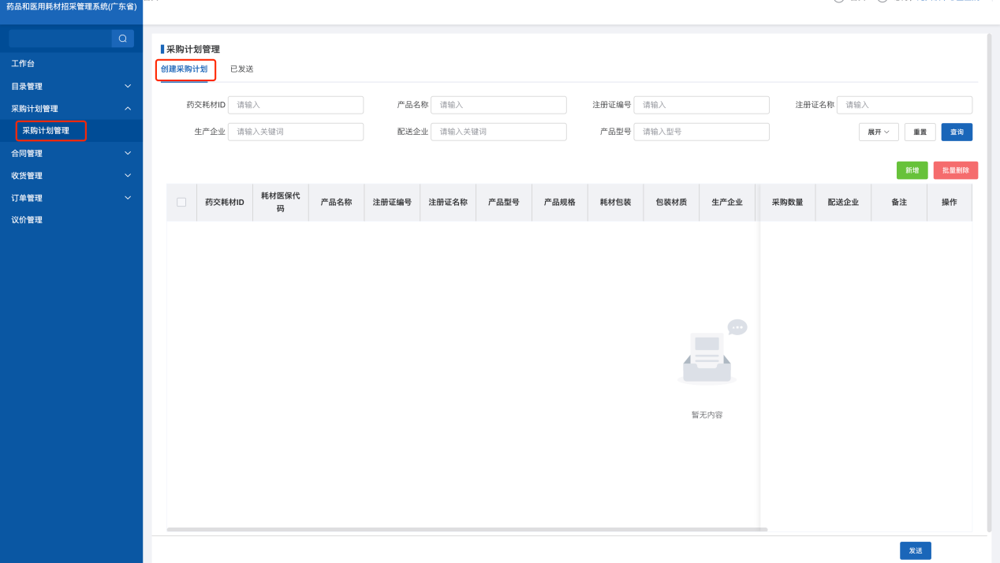 药品和医用耗材招采管理系统(广东省)
工作台
目录管理
采购计划管理
采购计划管理
合同管理
收货管理
订单管理
议价管理
采购计划管理
创建采购计划 已发送
药交耗材ID 请输入 产品名称 请输入 注册证编号 请输入 注册证名称 请输入
生产企业 请输入关键词 配送企业 请输入关键词 产品型号 请输入型号 展开 重置 查询
新增 批量删除
药交耗材ID 耗材医保代码 产品名称 注册证编号 注册证名称 产品型号 产品规格 耗材包装 包装材质 生产企业 采购数量 配送企业 备注 操作
暂无内容
发送